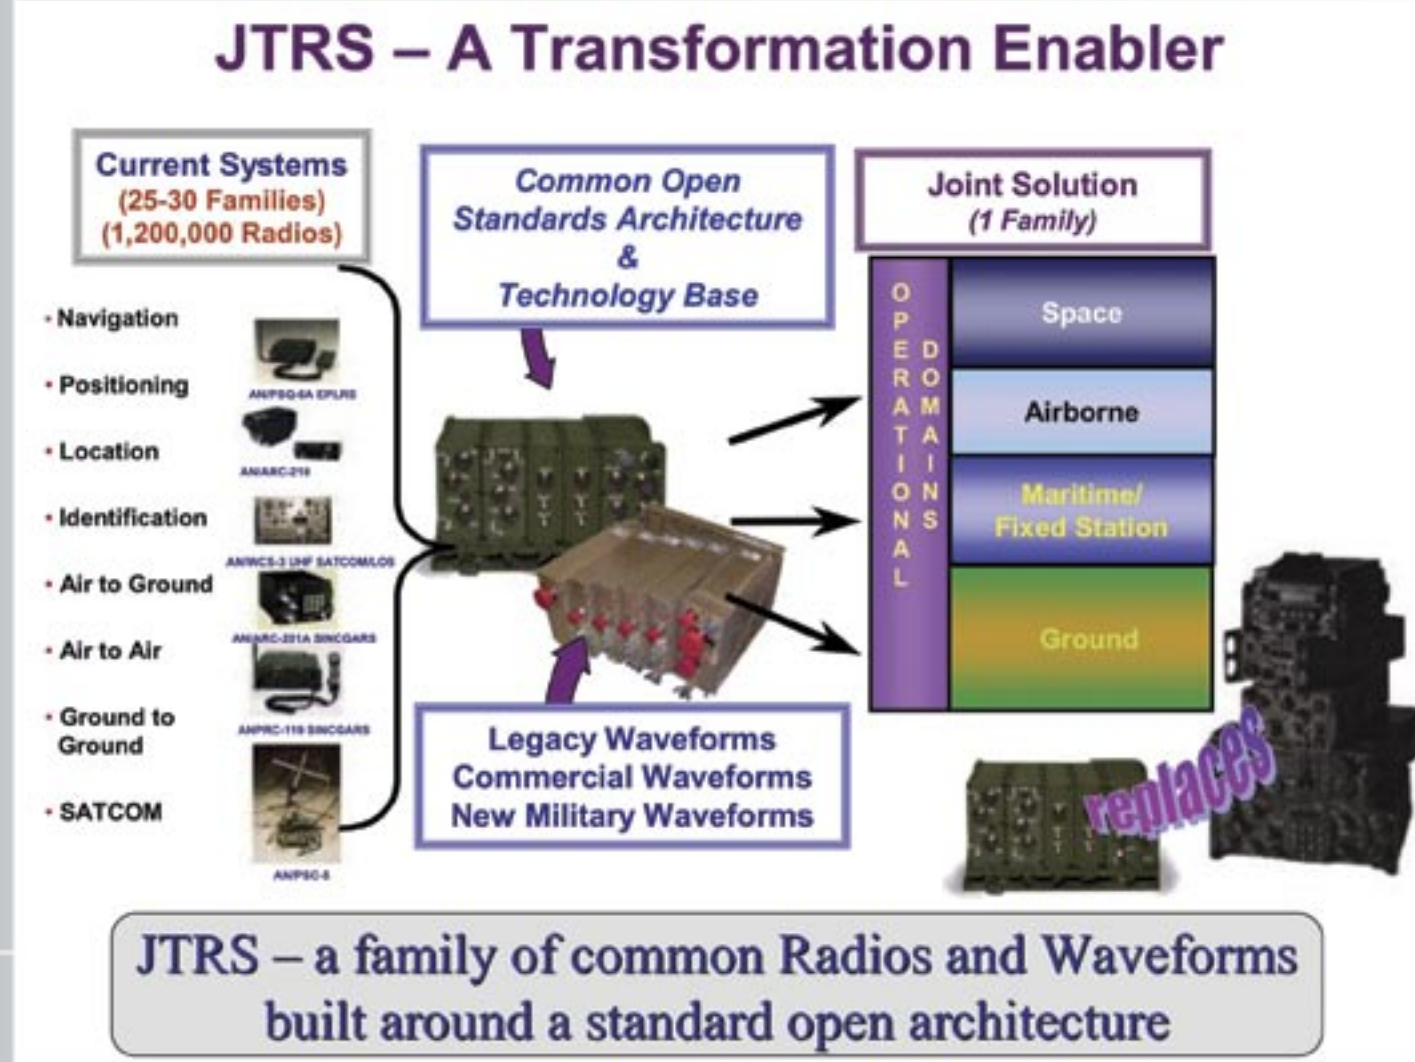 JTRS – A Transformation Enabler
Current Systems
(25-30 Families)
(1,200,000 Radios)
Common Open
Standards Architecture
&
Technology Base
Joint Solution
(1 Family)
• Navigation
• Positioning
• Location
• Identification
• Air to Ground
• Air to Air
• Ground to
Ground
• SATCOM
AN/PSQ-6A EPLRS
AN/ARC-210
AN/WCS-3 UHF SATCOM/LOS
AN/ARC-201A SINCGARS
AN/PRC-119 SINCGARS
AN/PSC-5
OPERATIONAL
DOMAINS
Space
Airborne
Maritime/
Fixed Station
Ground
Legacy Waveforms
Commercial Waveforms
New Military Waveforms
replaces
JTRS – a family of common Radios and Waveforms
built around a standard open architecture